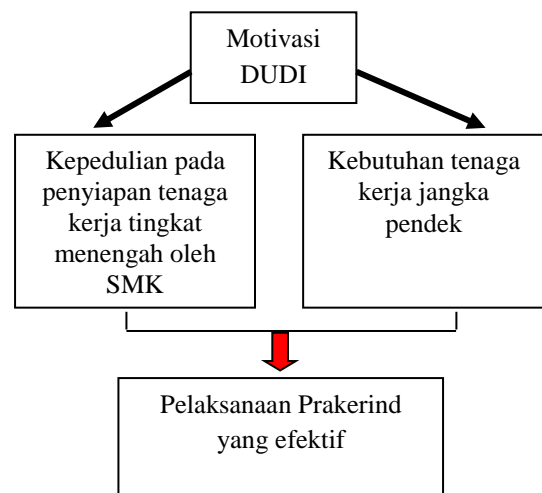 Motivasi
DUDI
Kepedulian pada
penyiapan tenaga
kerja tingkat
menengah oleh
SMK
Kebutuhan tenaga
kerja jangka
pendek
Pelaksanaan Prakerind
yang efektif